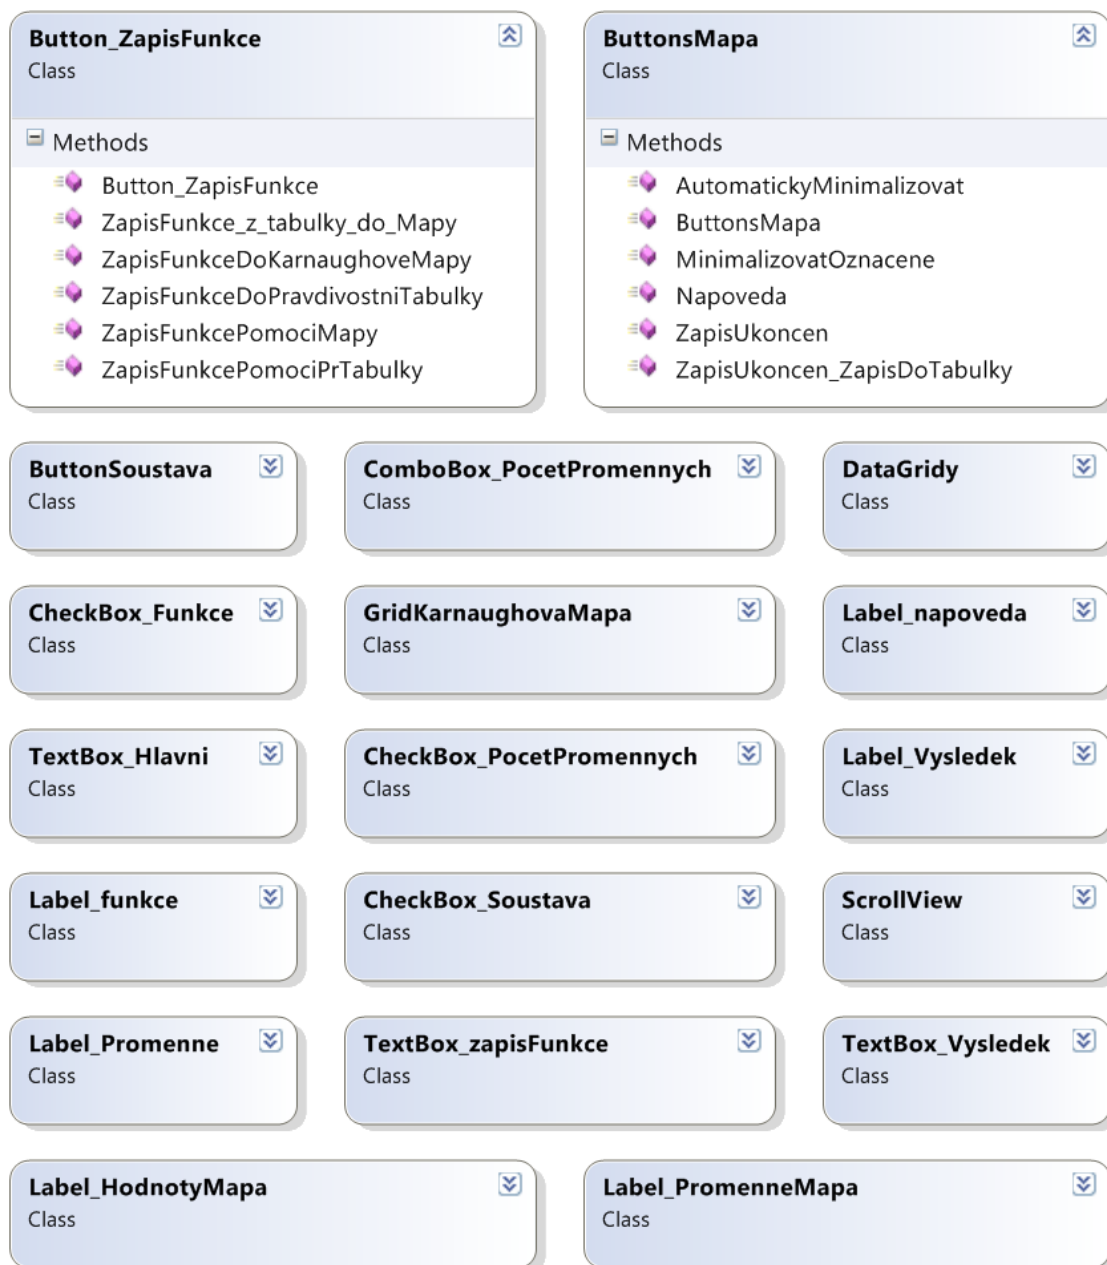 Button_ZapisFunkce
Class
Methods
Button_ZapisFunkce
ZapisFunkce_z_tabulky_do_Mapy
ZapisFunkceDoKarnaughoveMapy
ZapisFunkceDoPravdivostniTabulky
ZapisFunkcePomociMapy
ZapisFunkcePomociPrTabulky
ButtonsMapa
Class
Methods
AutomatickyMinimalizovat
ButtonsMapa
MinimalizovatOznacene
Napoveda
ZapisUkoncen
ZapisUkoncen_ZapisDoTabulky
ButtonSoustava
Class
ComboBox_PocetPromennych
Class
DataGridy
Class
CheckBox_Funkce
Class
GridKarnaughovaMapa
Class
Label_napoveda
Class
TextBox_Hlavni
Class
CheckBox_PocetPromennych
Class
Label_Vysledek
Class
Label_funkce
Class
CheckBox_Soustava
Class
ScrollView
Class
Label_Promenne
Class
TextBox_zapisFunkce
Class
TextBox_Vysledek
Class
Label_HodnotyMapa
Class
Label_PromenneMapa
Class